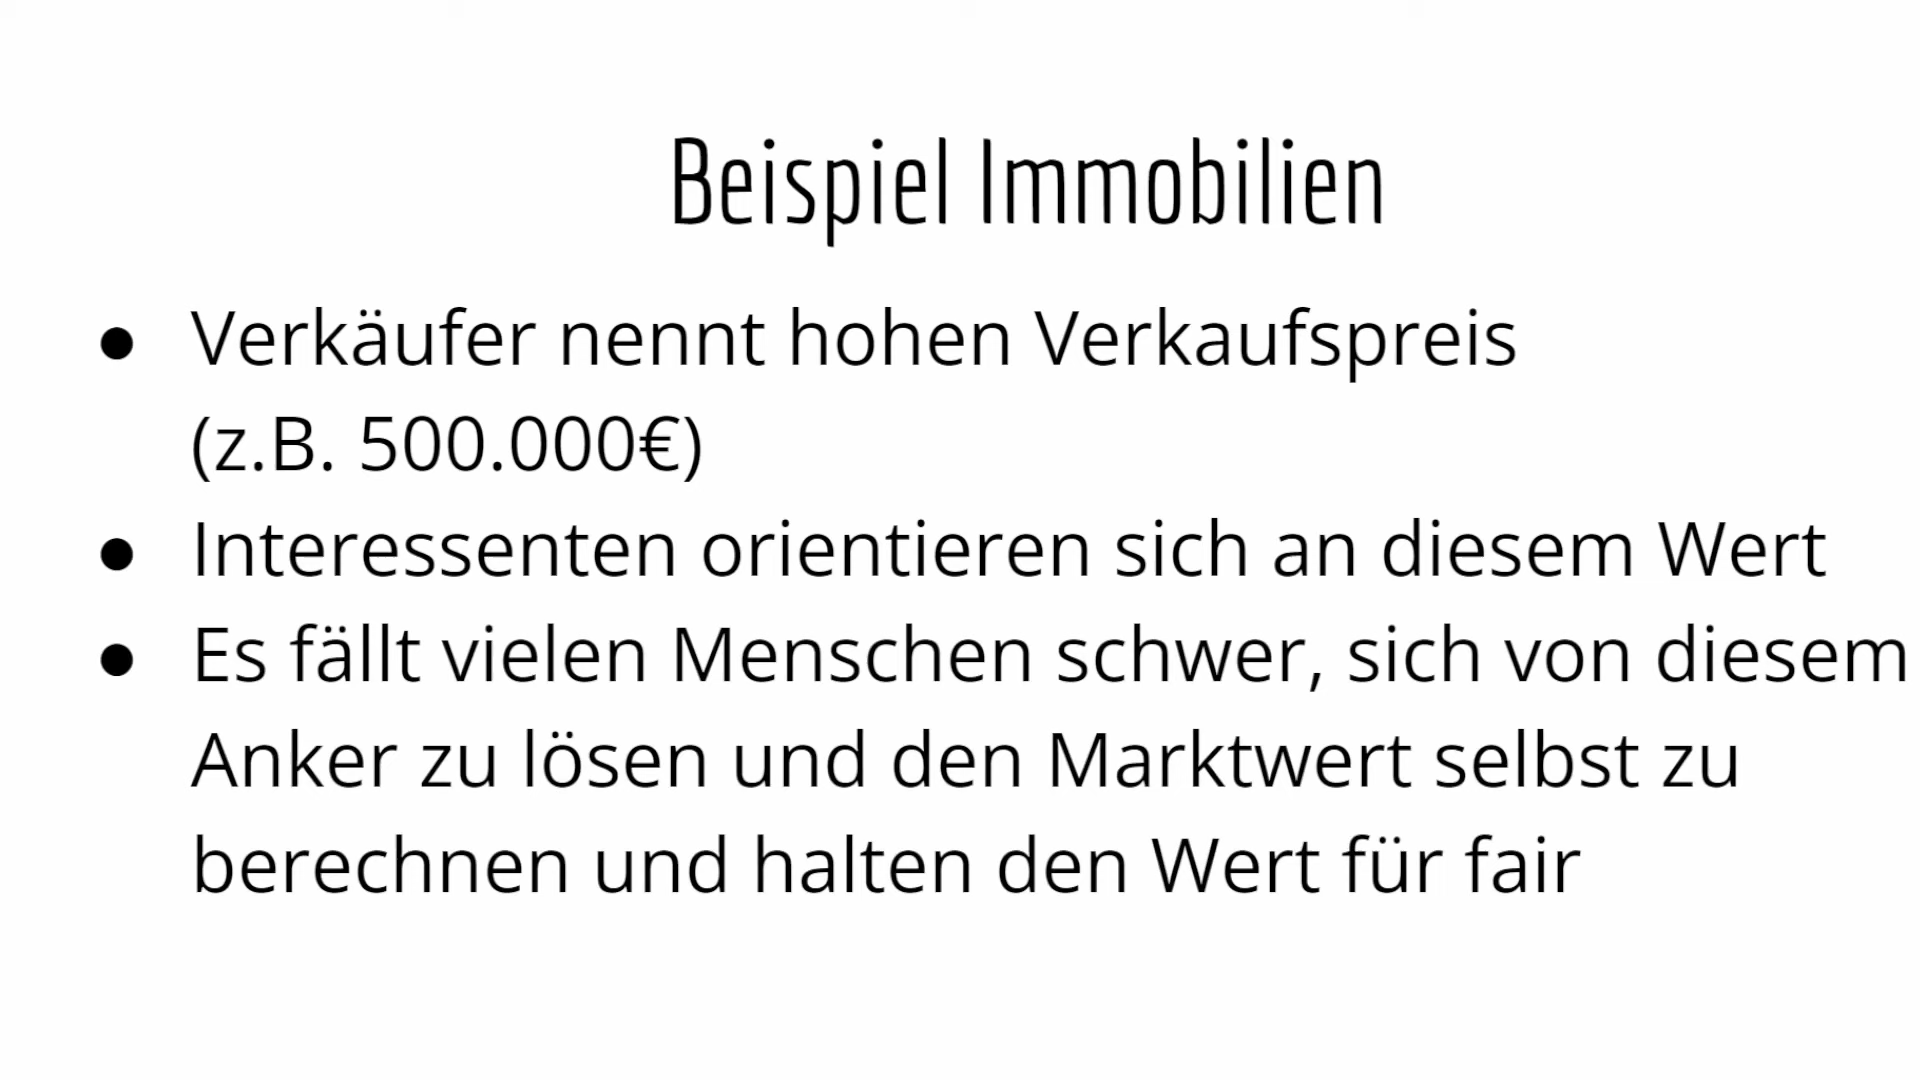 Beispiel Immobilien
● Verkäufer nennt hohen Verkaufspreis
(z.B. 500.000€)
● Interessenten orientieren sich an diesem Wert
● Es fällt vielen Menschen schwer, sich von diesem
Anker zu lösen und den Marktwert selbst zu
berechnen und halten den Wert für fair